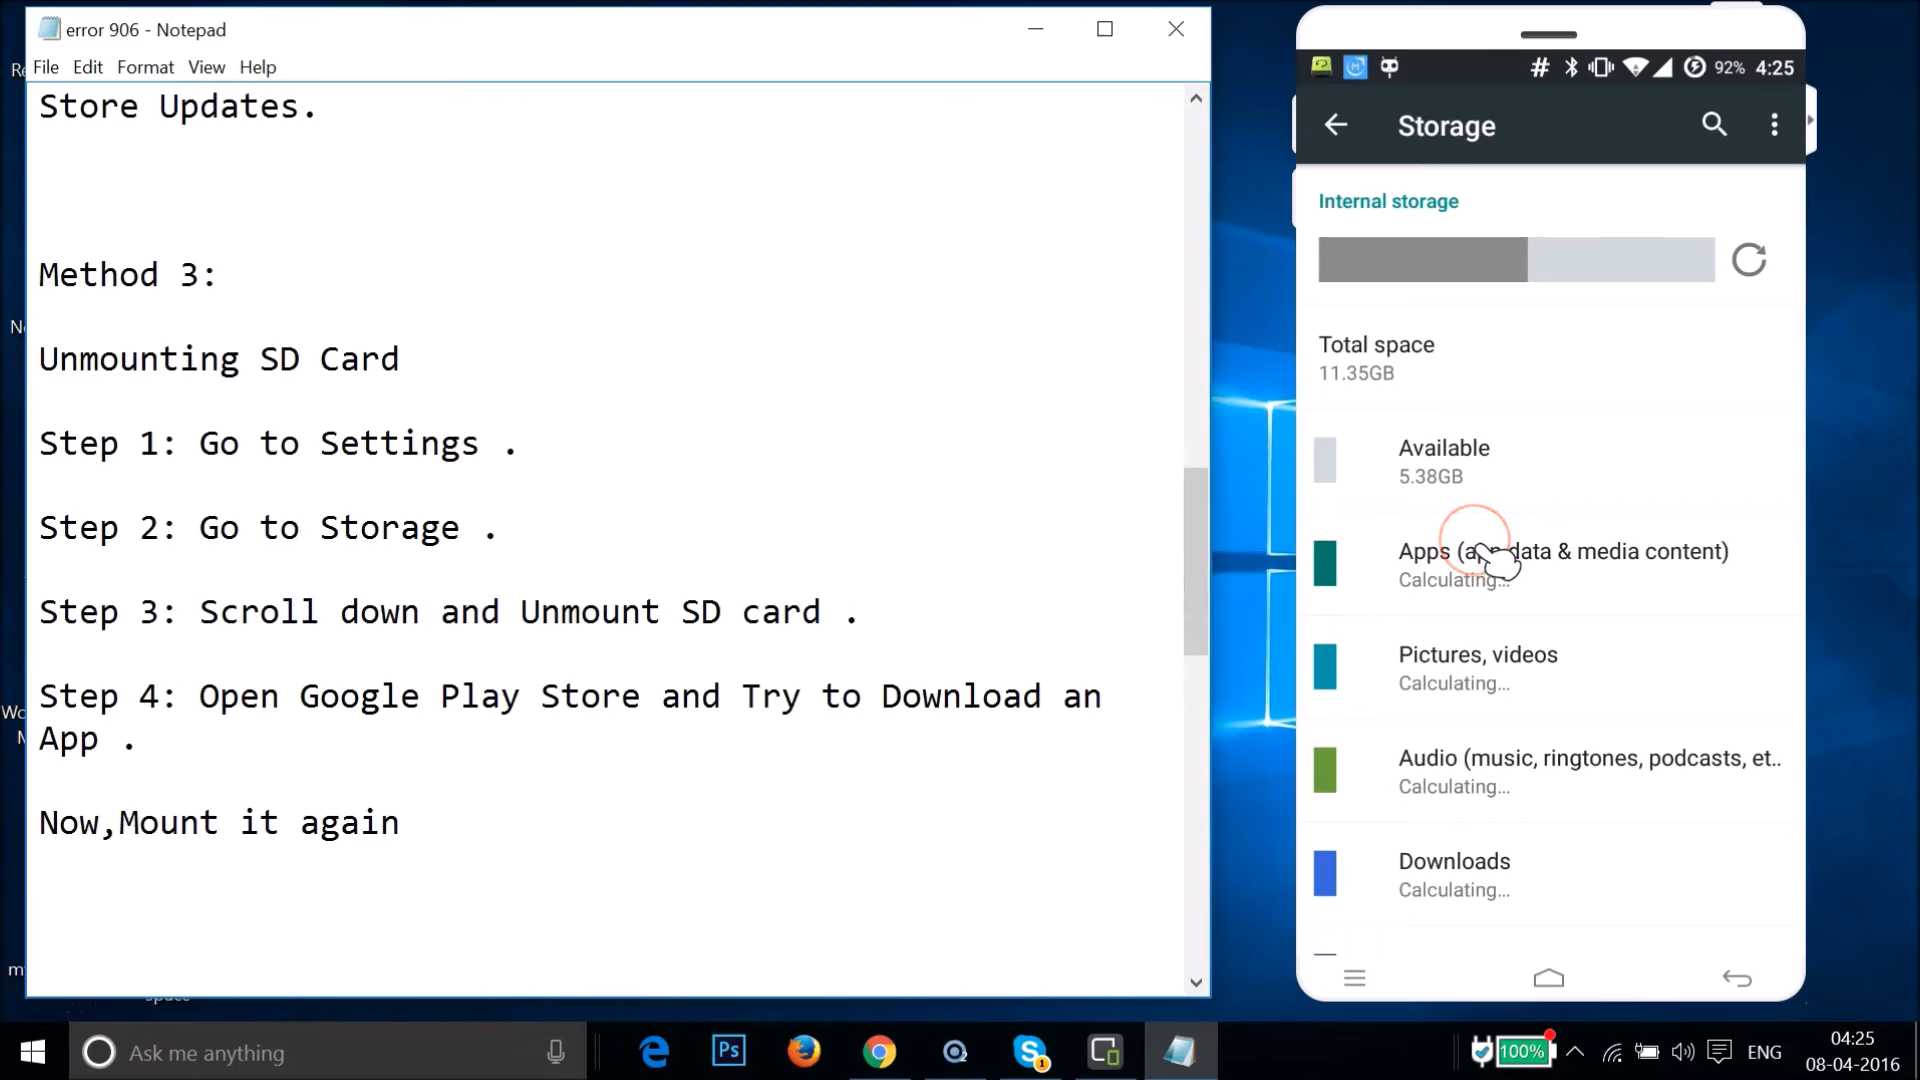 error 906 - Notepad
File Edit Format View Help
Store Updates.
Method 3:
Unmounting SD Card
Step 1: Go to Settings .
Step 2: Go to Storage .
Step 3: Scroll down and Unmount SD card .
Step 4: Open Google Play Store and Try to Download an
App .
Now,Mount it again
92% 4:25
Storage
Internal storage
Total space
11.35GB
Available
5.38GB
Apps (app data & media content)
Calculating...
Pictures, videos
Calculating...
Audio (music, ringtones, podcasts, et..
Calculating...
Downloads
Calculating...
space
Ask me anything
Ps
1
100%
ENG
04:25
08-04-2016